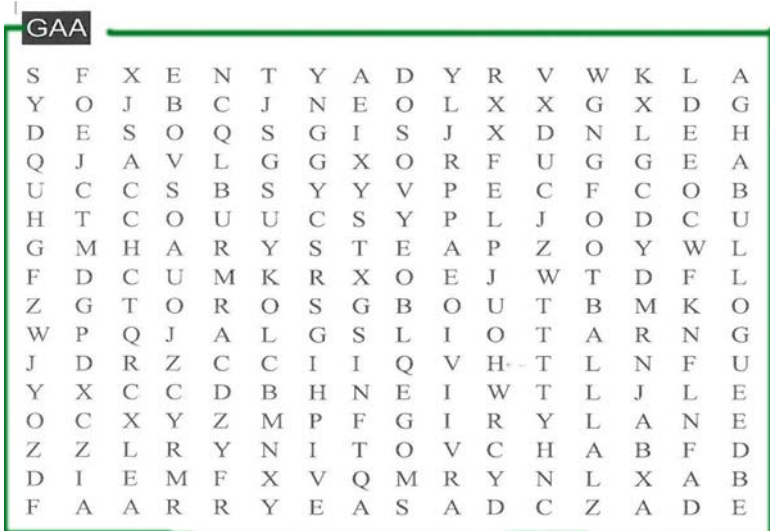 GAA
S F X E N T Y A D Y R V W K L A
Y O J B C J N E O L X X G X D G
D E S O Q S G I S J X D N L E H
Q J A V L G G X O R F U G G E A
U C C S B S Y Y V P E C F C O B
H T C O U U C S Y P L J O D C U
G M H A R Y S T E A P Z O Y W L
F D C U M K R X O E J W T D F L
Z G T O R O S G B O U T B M K O
W P Q J A L G S L I O T A R N G
J D R Z C C I I Q V H T L N F U
Y X C C D B H N E I W T L J L E
O C X Y Z M P F G I R Y L A N E
Z Z L R Y N I T O V C H A B F D
D I E M F X V Q M R Y N L X A B
F A A R R Y E A S A D C Z A D E